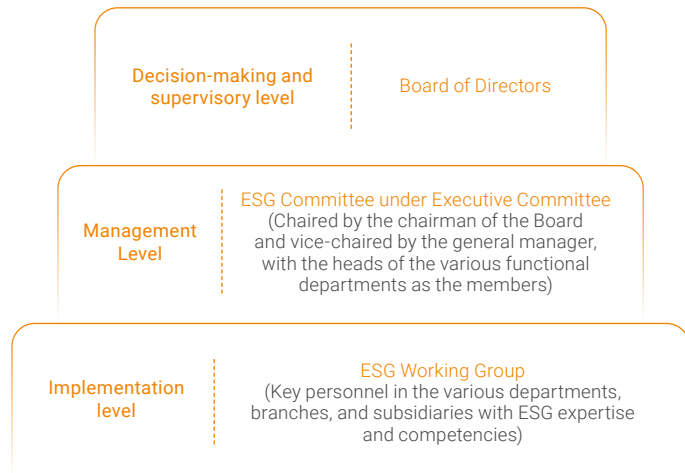 Decision-making and
supervisory level
Board of Directors
Management
Level
ESG Committee under Executive Committee
(Chaired by the chairman of the Board
and vice-chaired by the general manager,
with the heads of the various functional
departments as the members)
Implementation
level
ESG Working Group
(Key personnel in the various departments,
branches, and subsidiaries with ESG expertise
and competencies)